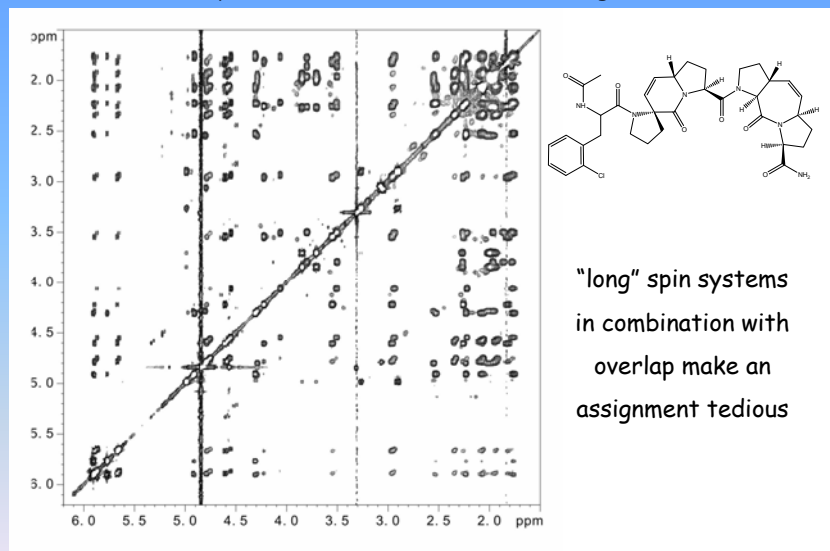 ppm
2.0
2.5
3.0
3.5
4.0
4.5
5.0
5.5
6.0 5.5 5.0 4.5 4.0 3.5 3.0 2.5 2.0 ppm
H
O
O
H
H
NH
N
H
N
N
O
H
O
N
H
O
N
H
Cl
O
NH2
"long" spin systems
in combination with
overlap make an
assignment tedious